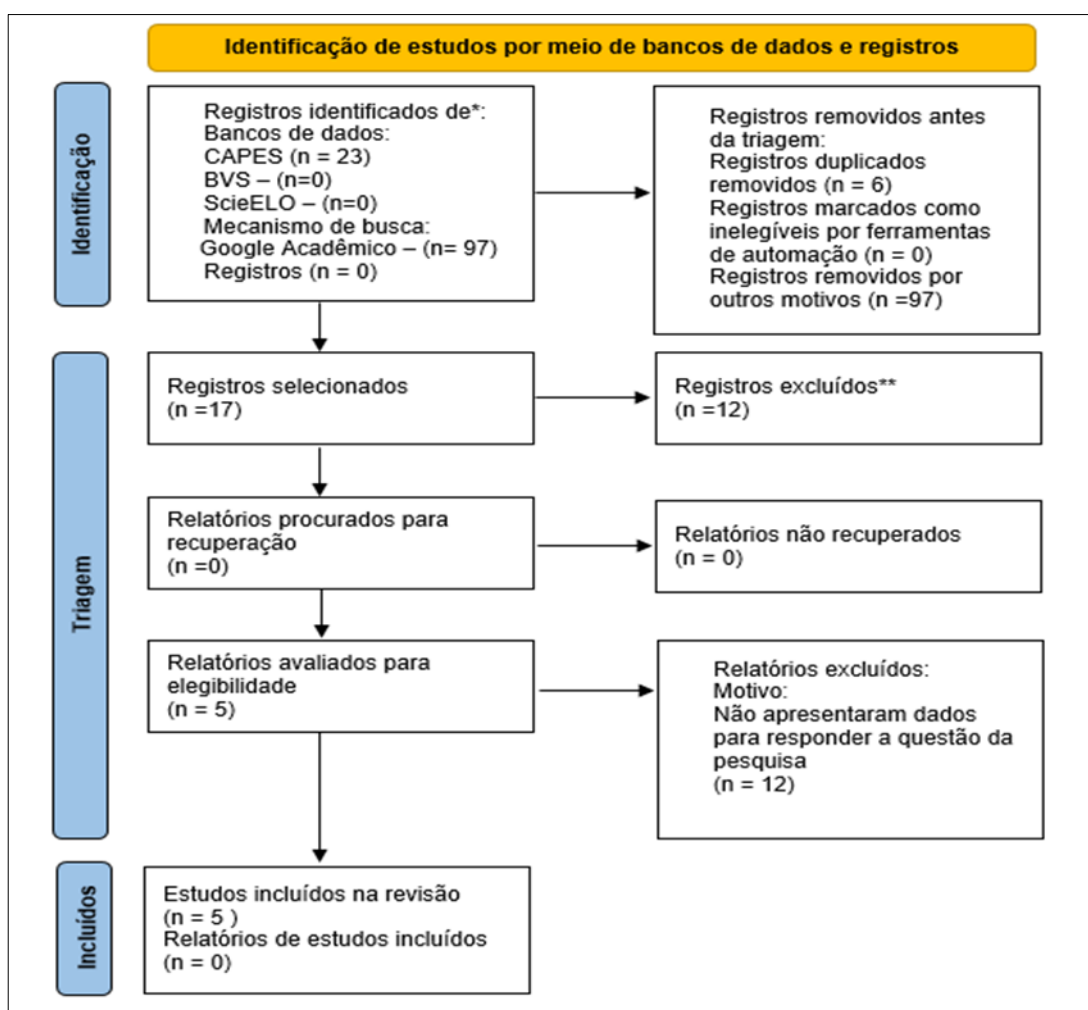 Identificação de estudos por meio de bancos de dados e registros
Identificação
Registros identificados de*:
Bancos de dados:
CAPES (n = 23)
BVS – (n=0)
ScieELO – (n=0)
Mecanismo de busca:
Google Acadêmico – (n= 97)
Registros (n = 0)
Registros removidos antes
da triagem:
Registros duplicados
removidos (n = 6)
Registros marcados como
inelegíveis por ferramentas
de automação (n = 0)
Registros removidos por
outros motivos (n =97)
Triagem
Registros selecionados
(n =17)
Registros excluídos**
(n =12)
Relatórios procurados para
recuperação
(n =0)
Relatórios não recuperados
(n = 0)
Relatórios avaliados para
elegibilidade
(n = 5)
Relatórios excluídos:
Motivo:
Não apresentaram dados
para responder a questão da
pesquisa
(n = 12)
Incluídos
Estudos incluídos na revisão
(n = 5 )
Relatórios de estudos incluídos
(n = 0)